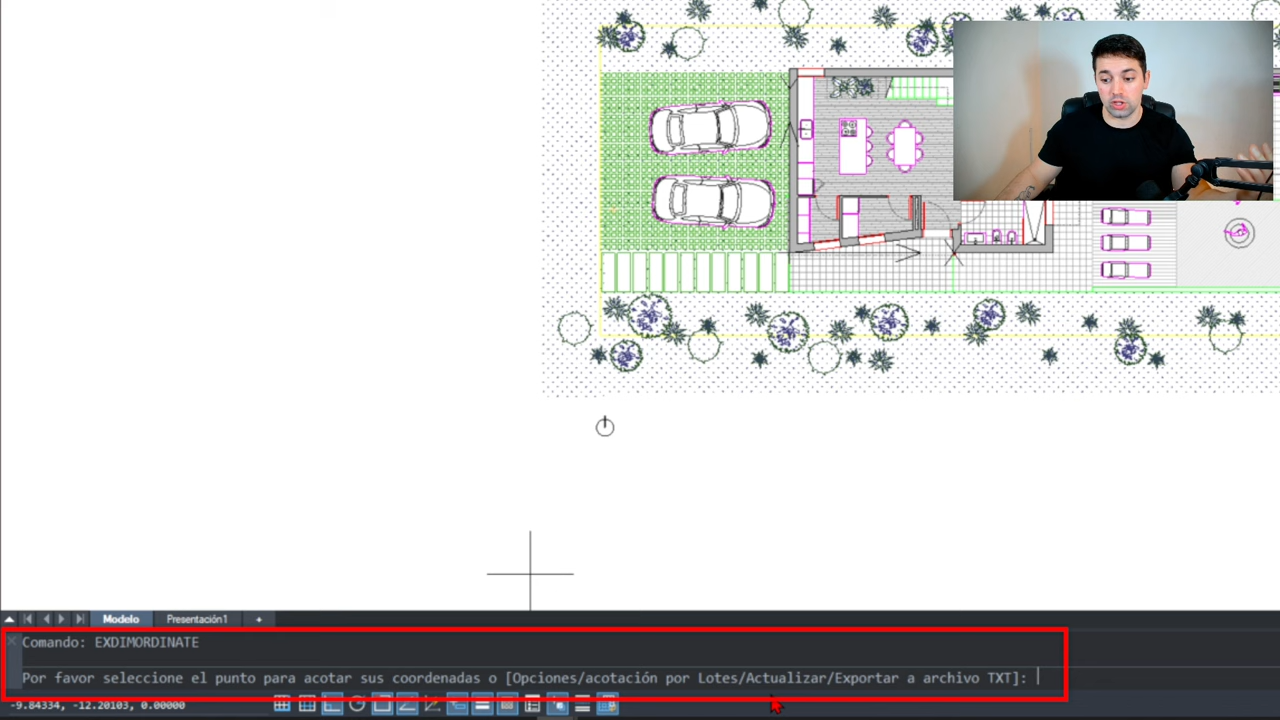 Modelo Presentación1 +
Comando: EXDIMORDINATE
Por favor seleccione el punto para acotar sus coordenadas o [Opciones/acotación por Lotes/Actualizar/Exportar a archivo TXT]:
-9.84334, -12.20103, 0.00000